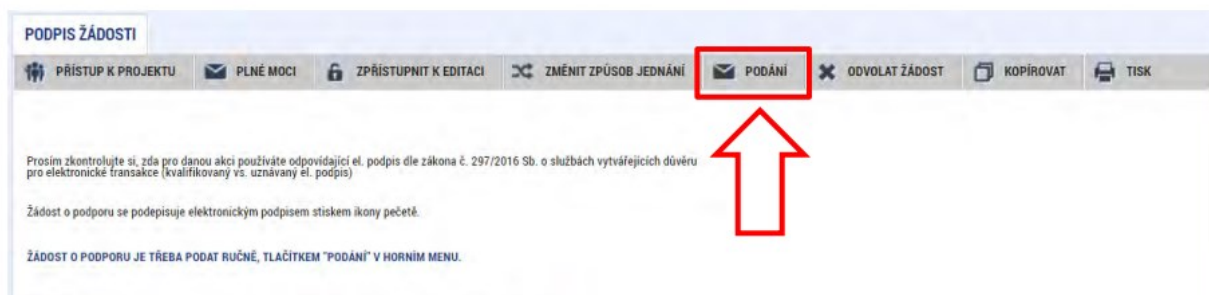 PODPIS ŽÁDOSTI
PŘÍSTUP K PROJEKTU PLNÉ MOCI ZPŘÍSTUPNIT K EDITACI ZMĚNIT ZPŮSOB JEDNÁNÍ PODÁNÍ ODVOLAT ŽÁDOST KOPÍROVAT TISK
Prosím zkontrolujte si, zda pro danou akci používáte odpovídající el. podpis dle zákona č. 297/2016 Sb. o službách vytvářejících důvěru
pro elektronické transakce (kvalifikovaný vs. uznávaný el. podpis)
Žádost o podporu se podepisuje elektronickým podpisem stiskem ikony pečetě.
ŽÁDOST O PODPORU JE TŘEBA PODAT RUČNĚ, TLAČÍTKEM "PODÁNÍ" V HORNÍM MENU.